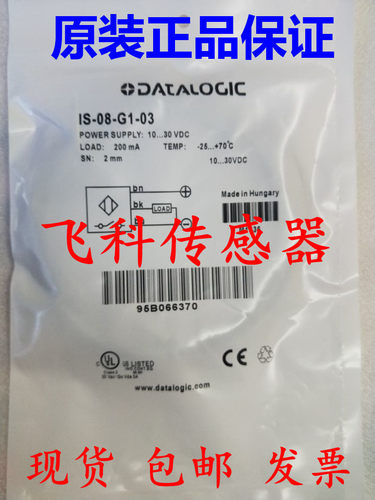 原装正品保证
DATALOGIC
IS-08-G1-03
POWER SUPPLY: 10...30 VDC
LOAD: 200 mA TEMP: -25...+70°C
SN: 2 mm 10...30VDC
bn
bk
LOAD
bu
Made in Hungary
飞科传感器
95B066370
UL LISTED
CE
www.datalogic.com
现货 包邮 发票